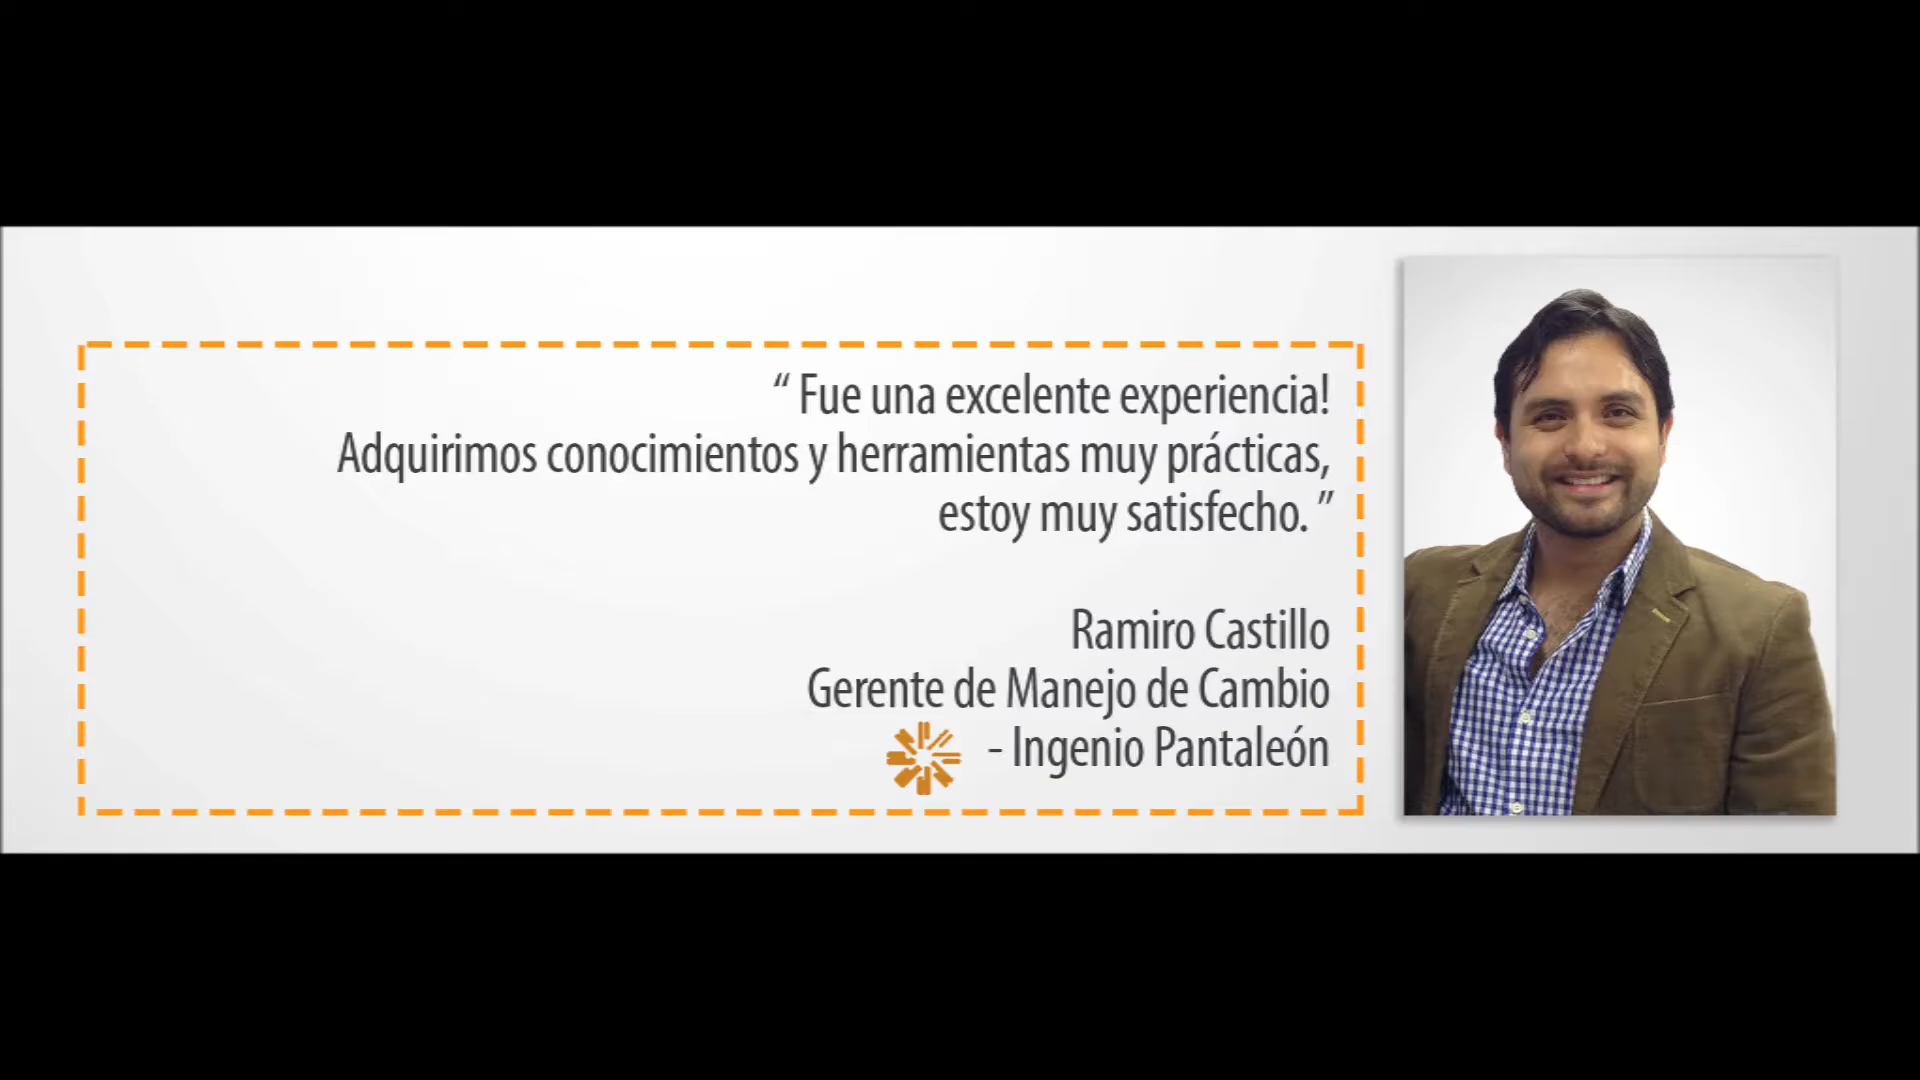 “ Fue una excelente experiencia!
Adquirimos conocimientos y herramientas muy prácticas,
estoy muy satisfecho. ”
Ramiro Castillo
Gerente de Manejo de Cambio
- Ingenio Pantaleón